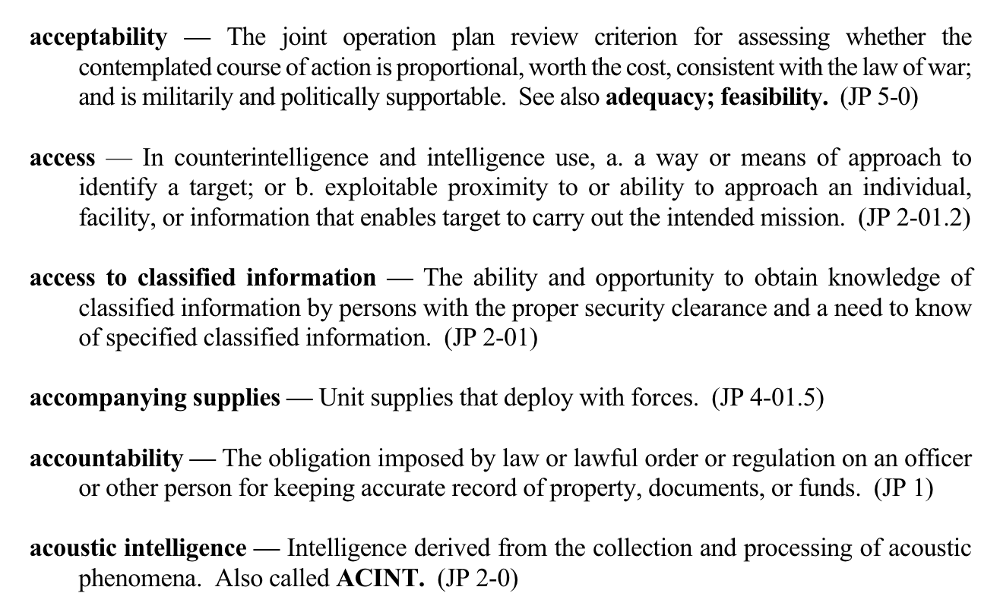 acceptability — The joint operation plan review criterion for assessing whether the
contemplated course of action is proportional, worth the cost, consistent with the law of war;
and is militarily and politically supportable.  See also adequacy; feasibility.  (JP 5-0)
access — In counterintelligence and intelligence use, a. a way or means of approach to
identify a target; or b. exploitable proximity to or ability to approach an individual,
facility, or information that enables target to carry out the intended mission.  (JP 2-01.2)
access to classified information — The ability and opportunity to obtain knowledge of
classified information by persons with the proper security clearance and a need to know
of specified classified information.  (JP 2-01)
accompanying supplies — Unit supplies that deploy with forces.  (JP 4-01.5)
accountability — The obligation imposed by law or lawful order or regulation on an officer
or other person for keeping accurate record of property, documents, or funds.  (JP 1)
acoustic intelligence — Intelligence derived from the collection and processing of acoustic
phenomena.  Also called ACINT.  (JP 2-0)